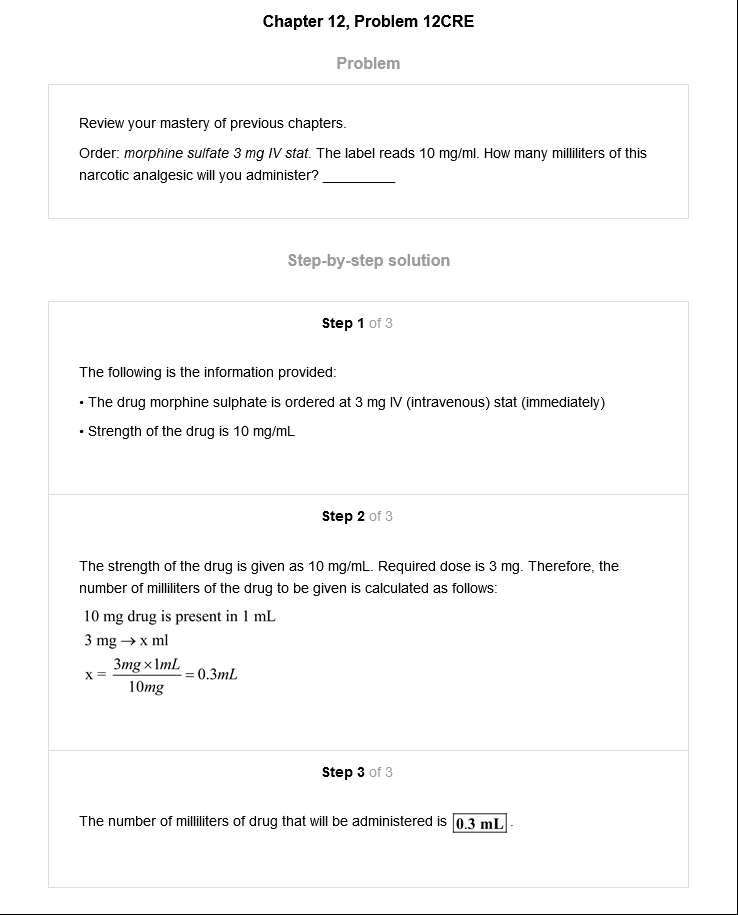 Chapter 12, Problem 12CRE
Problem
Review your mastery of previous chapters.
Order: morphine sulfate 3 mg IV stat. The label reads 10 mg/ml. How many milliliters of this
narcotic analgesic will you administer? __________
Step-by-step solution
Step 1 of 3
The following is the information provided:
• The drug morphine sulphate is ordered at 3 mg IV (intravenous) stat (immediately)
• Strength of the drug is 10 mg/mL
Step 2 of 3
The strength of the drug is given as 10 mg/mL. Required dose is 3 mg. Therefore, the
number of milliliters of the drug to be given is calculated as follows:
10 mg drug is present in 1 mL
3 mg → x ml
x = 3mg × 1mL / 10mg = 0.3mL
Step 3 of 3
The number of milliliters of drug that will be administered is 0.3 mL .